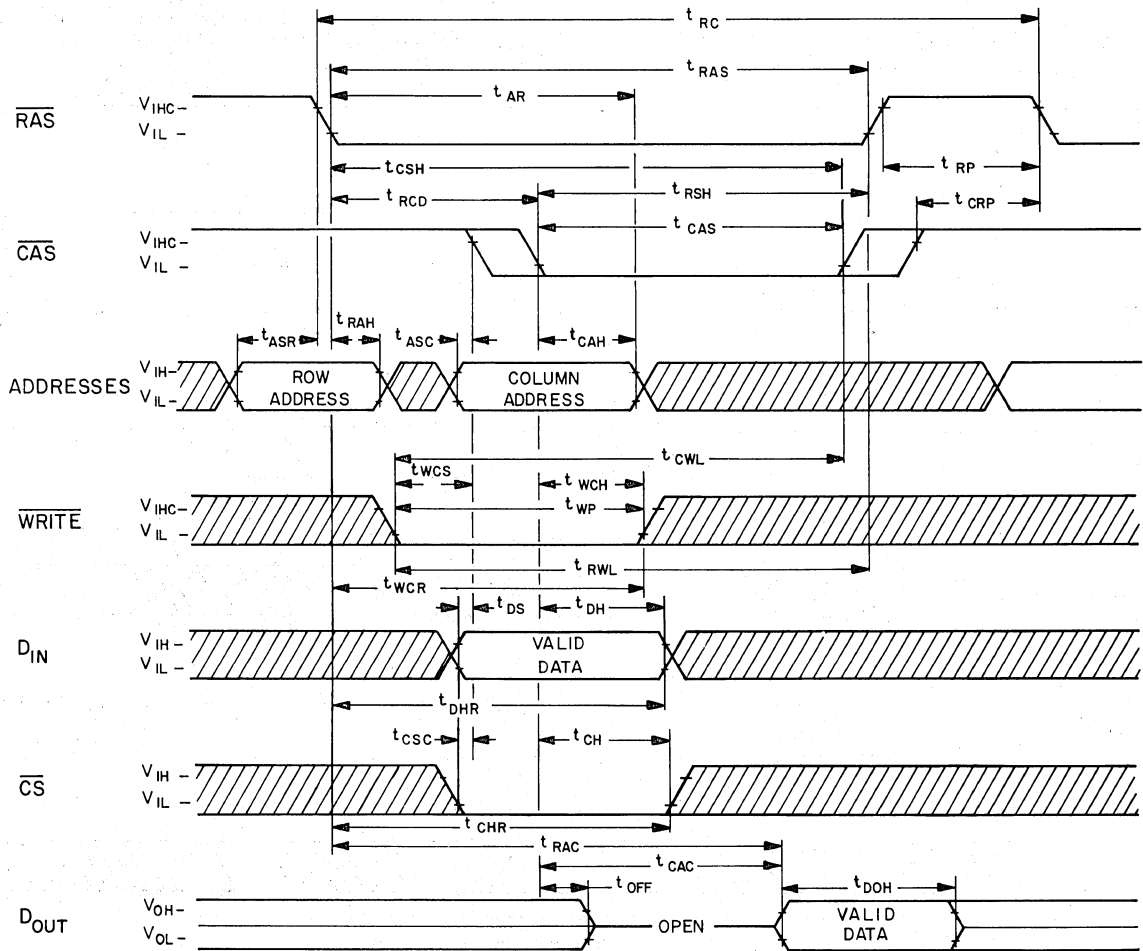 t RC
t RAS
t AR
RAS
V IHC
V IL
t CSH
t RP
t RCD
t RSH
t CRP
t CAS
CAS
V IHC
V IL
t ASR
t RAH
t ASC
t CAH
ADDRESSES
V IH
V IL
ROW
ADDRESS
COLUMN
ADDRESS
t CWL
t WCS
t WCH
WRITE
V IHC
V IL
t WP
t RWL
t WCR
t DS
t DH
D IN
V IH
V IL
VALID
DATA
t DHR
t CSC
t CH
CS
V IH
V IL
t CHR
t RAC
t CAC
t OFF
t DOH
D OUT
V OH
V OL
OPEN
VALID
DATA